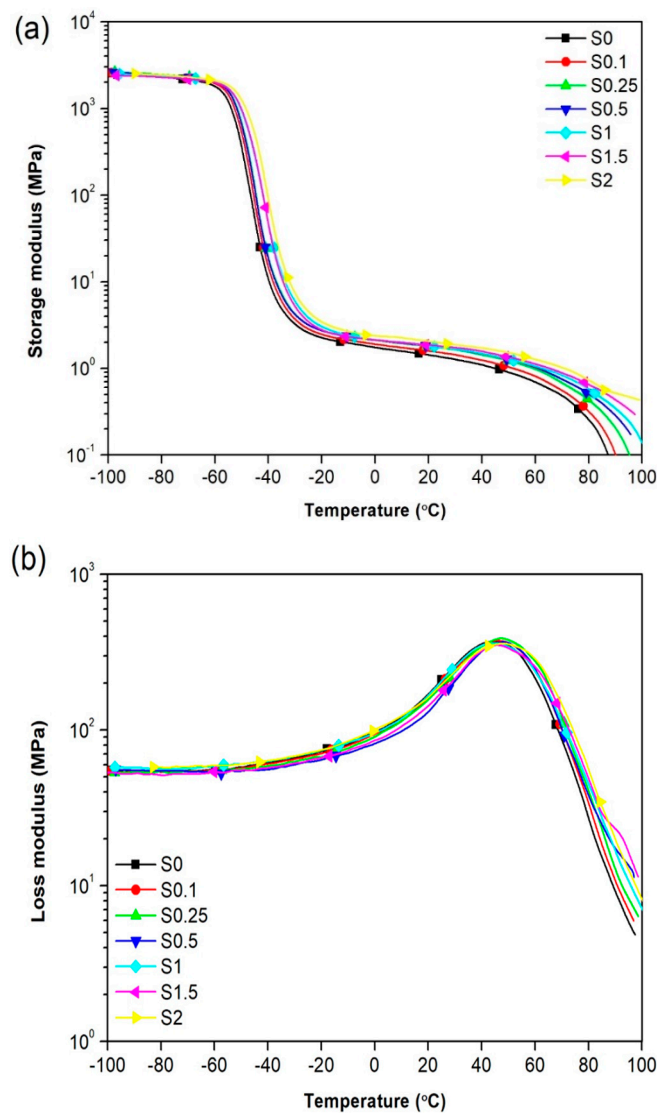 (a)
Storage modulus (MPa)
10⁴
10³
10²
10¹
10⁰
10⁻¹
S0
S0.1
S0.25
S0.5
S1
S1.5
S2
-100 -80 -60 -40 -20 0 20 40 60 80 100
Temperature (°C)
(b)
Loss modulus (MPa)
10³
10²
10¹
10⁰
S0
S0.1
S0.25
S0.5
S1
S1.5
S2
-100 -80 -60 -40 -20 0 20 40 60 80 100
Temperature (°C)